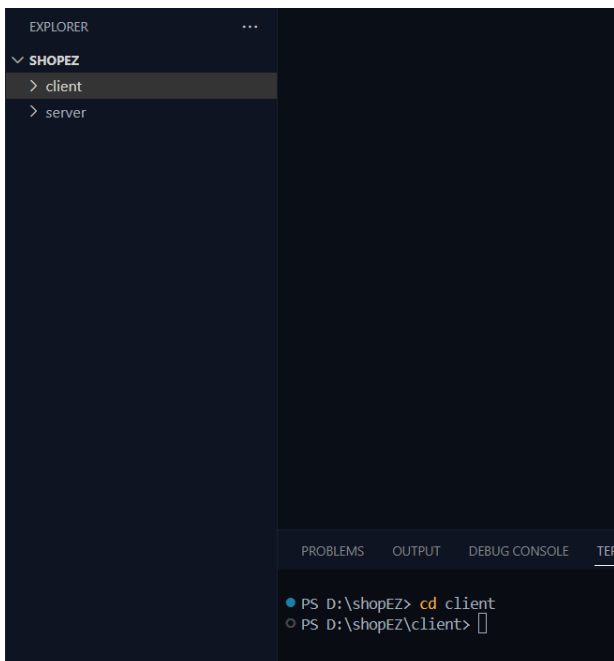 EXPLORER ...
SHOPEZ
client
server
PROBLEMS OUTPUT DEBUG CONSOLE
PS D:\shopEZ> cd client
PS D:\shopEZ\client>